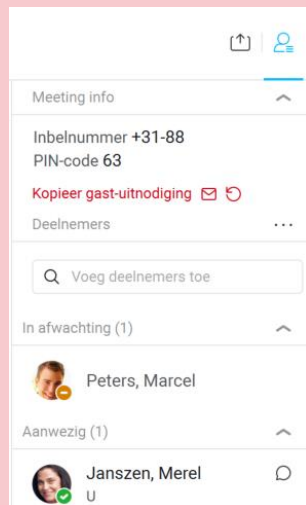 Meeting info
Inbelnummer +31-88
PIN-code 63
Kopieer gast-uitnodiging
Deelnemers
Voeg deelnemers toe
In afwachting (1)
Peters, Marcel
Aanwezig (1)
Janszen, Merel
U